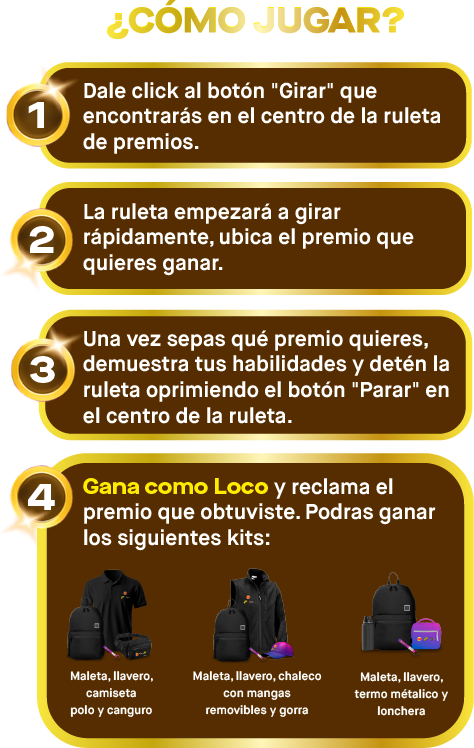 ¿CÓMO JUGAR?
1
Dale click al botón "Girar" que
encontrarás en el centro de la ruleta
de premios.
2
La ruleta empezará a girar
rápidamente, ubica el premio que
quieres ganar.
3
Una vez sepas qué premio quieres,
demuestra tus habilidades y detén la
ruleta oprimiendo el botón "Parar" en
el centro de la ruleta.
4
Gana como Loco y reclama el
premio que obtuviste. Podras ganar
los siguientes kits:
Maleta, llavero,
camiseta
polo y canguro
Maleta, llavero, chaleco
con mangas
removibles y gorra
Maleta, llavero,
termo métalico y
lonchera